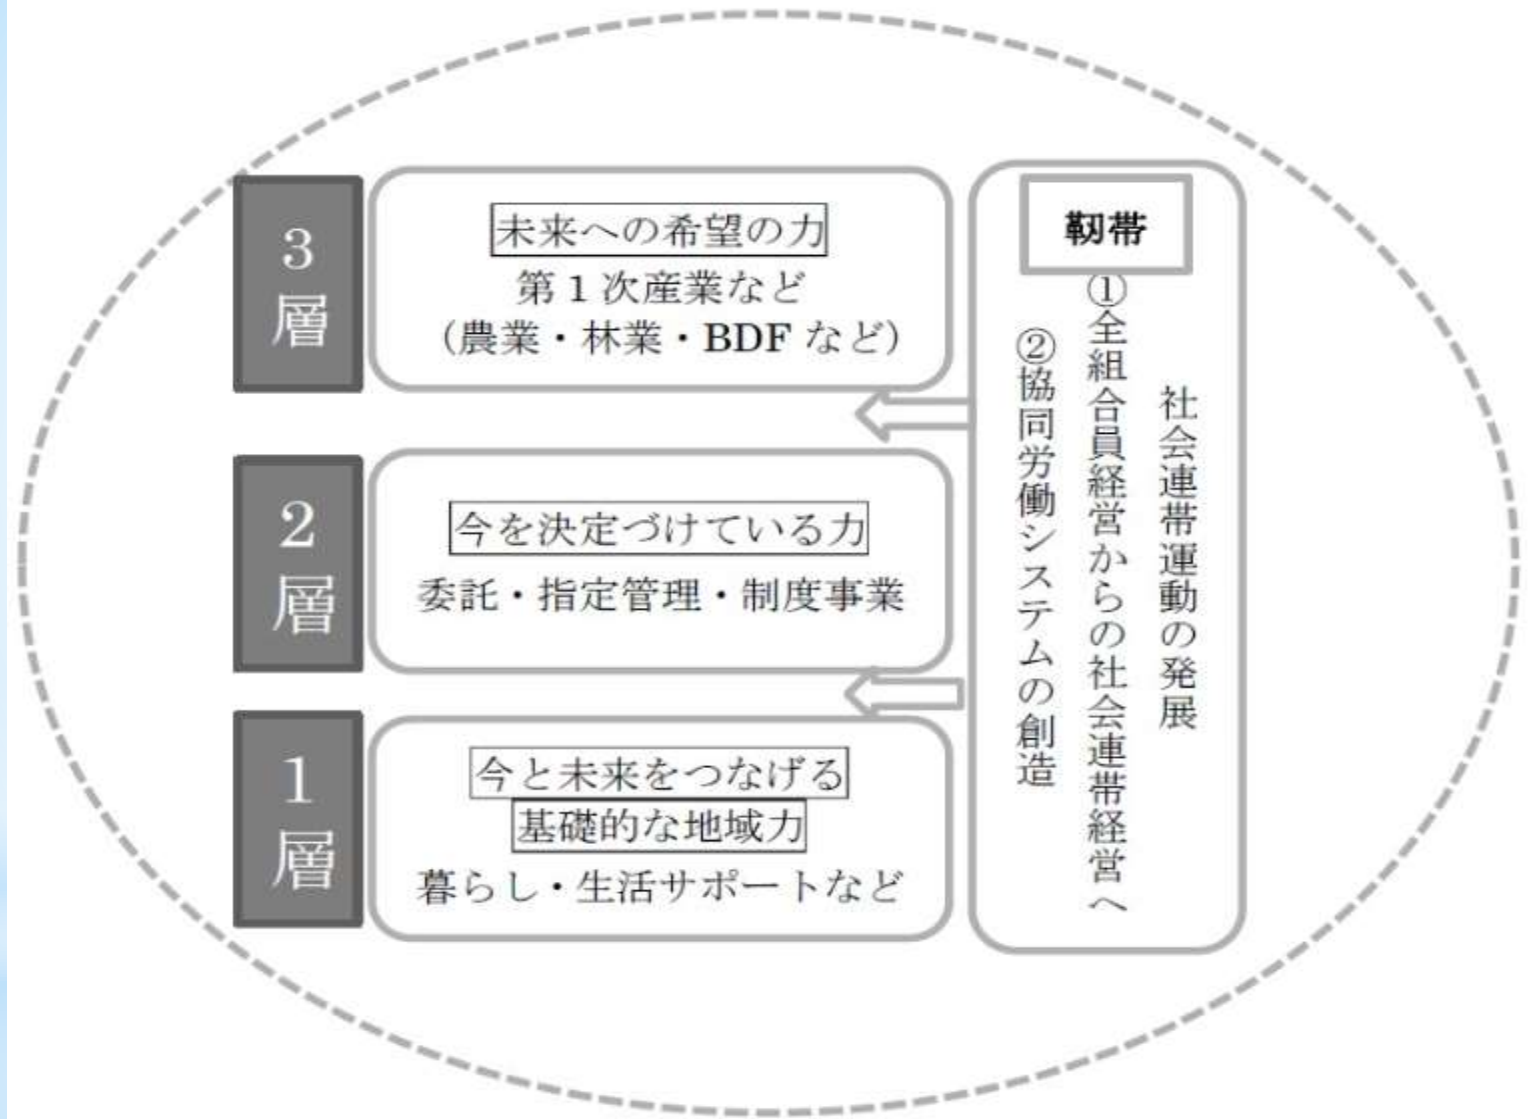 3層
未来への希望の力
第1次産業など
（農業・林業・BDFなど）
2層
今を決定づけている力
委託・指定管理・制度事業
1層
今と未来をつなげる
基礎的な地域力
暮らし・生活サポートなど
靭帯
社会連帯運動の発展
①全組合員経営からの社会連帯経営へ
②協同労働システムの創造